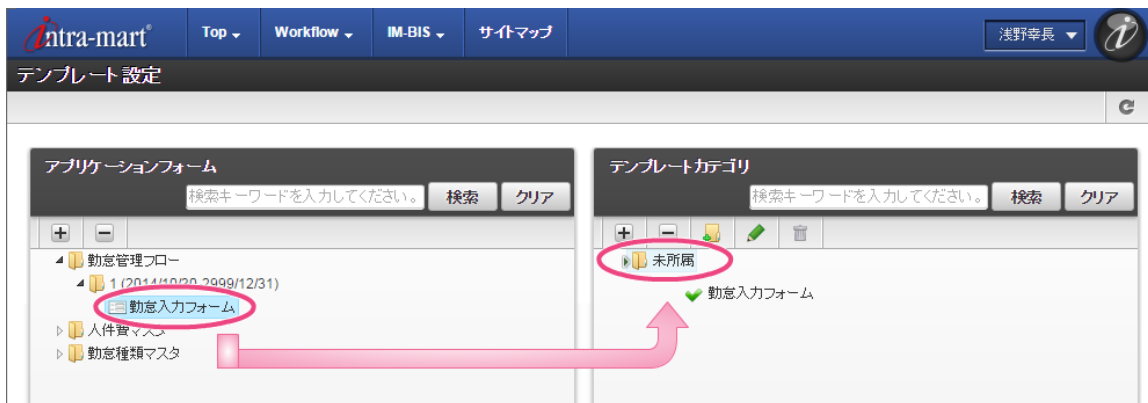 intra-mart® Top Workflow IM-BIS サイトマップ 浅野幸長
テンプレート設定
アプリケーションフォーム
検索キーワードを入力してください。 検索 クリア
勤怠管理フロー
1 (2014/10/20-2999/12/31)
勤怠入力フォーム
人件費マスタ
勤怠種類マスタ
テンプレートカテゴリ
検索キーワードを入力してください。 検索 クリア
未所属
勤怠入力フォーム